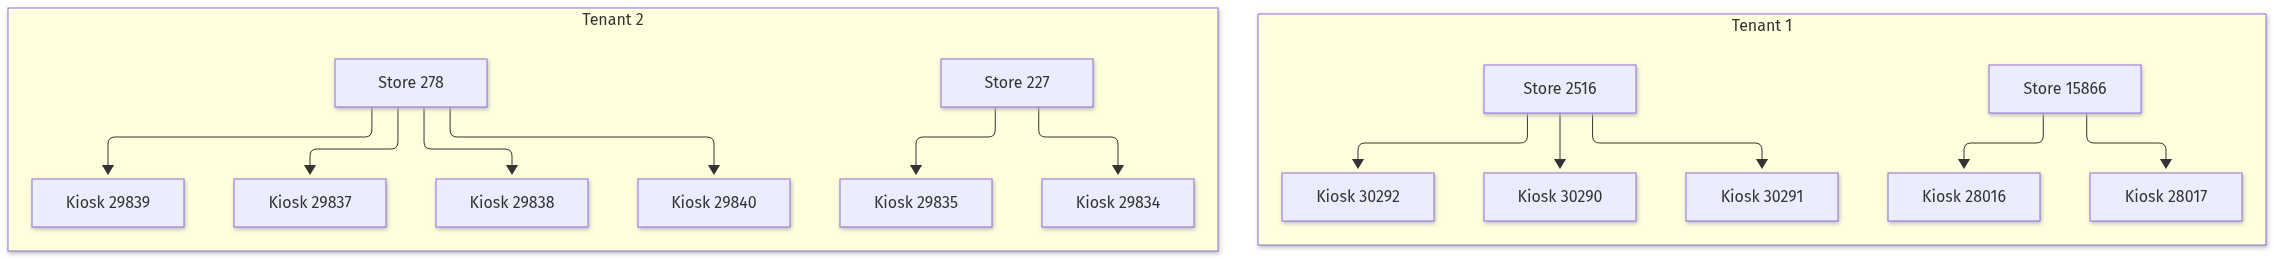 Tenant 2
Store 278
Store 227
Kiosk 29839
Kiosk 29837
Kiosk 29838
Kiosk 29840
Kiosk 29835
Kiosk 29834
Tenant 1
Store 2516
Store 15866
Kiosk 30292
Kiosk 30290
Kiosk 30291
Kiosk 28016
Kiosk 28017